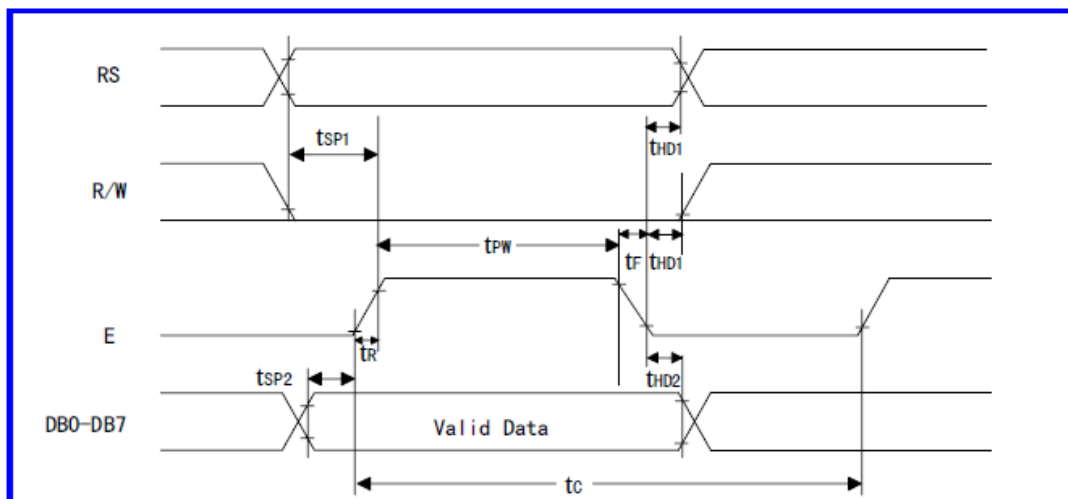 RS
tSP1
tHD1
R/W
tPW
tF
tHD1
E
tR
tSP2
tHD2
DB0-DB7
Valid Data
tC